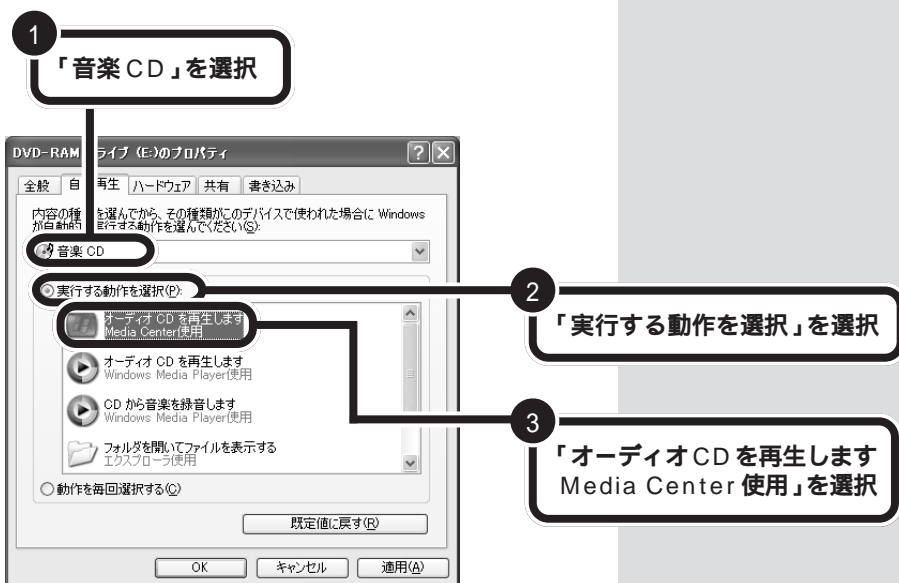 1
「音楽CD」を選択
DVD-RAM ライブ (E:)のプロパティ
全般 自 再生 ハードウェア 共有 書き込み
内容の種 を選んでから、その種類がこのデバイスで使われた場合に Windows
が自動的 実行する動作を選んでください(S):
音楽 CD
実行する動作を選択(P):
オーディオ CD を再生します
Media Center使用
オーディオ CD を再生します
Windows Media Player使用
CD から音楽を録音します
Windows Media Player使用
フォルダを開いてファイルを表示する
エクスプローラ使用
動作を毎回選択する(C)
既定値に戻す(R)
OK キャンセル 適用(A)
2
「実行する動作を選択」を選択
3
「オーディオCDを再生します
Media Center使用」を選択